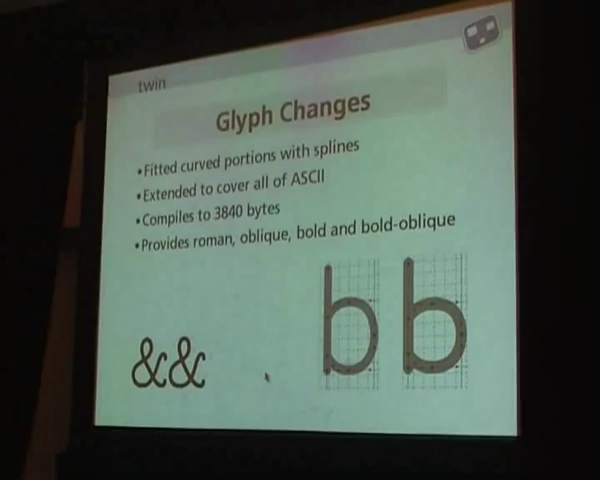 twin
Glyph Changes
•Fitted curved portions with splines
•Extended to cover all of ASCII
•Compiles to 3840 bytes
•Provides roman, oblique, bold and bold-oblique
&&
b b